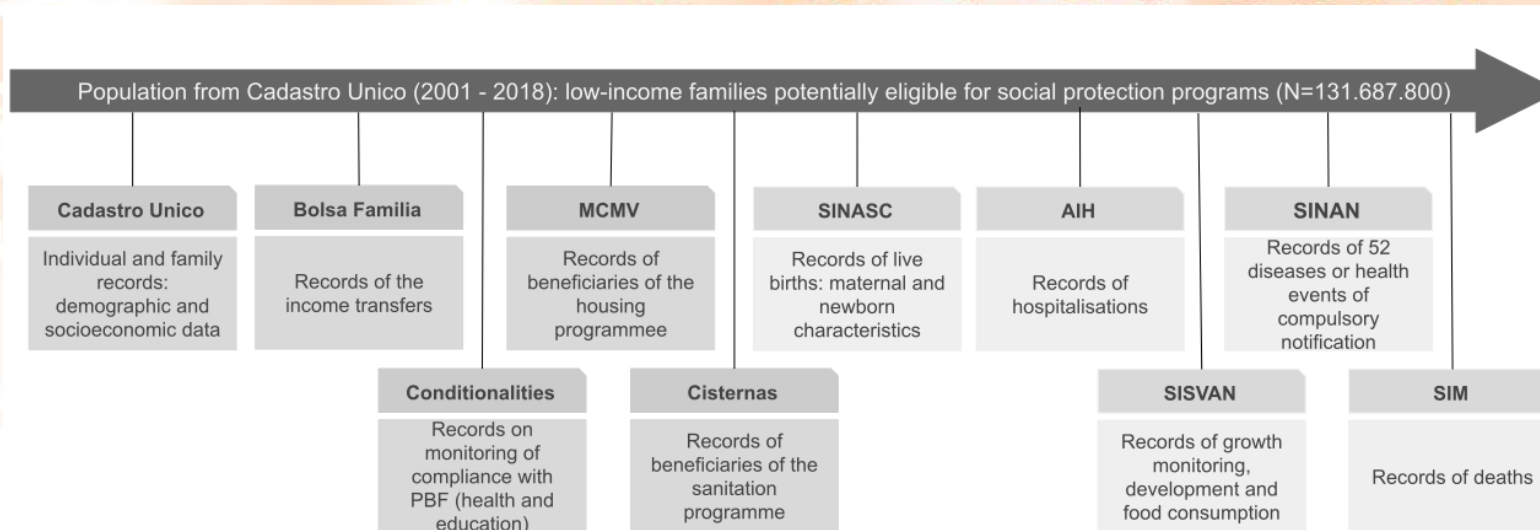 Population from Cadastro Unico (2001 - 2018): low-income families potentially eligible for social protection programs (N=131.687.800)
Cadastro Unico
Individual and family
records:
demographic and
socioeconomic data
Bolsa Familia
Records of the
income transfers
MCMV
Records of
beneficiaries of the
housing
programmee
SINASC
Records of live
births: maternal and
newborn
characteristics
AIH
Records of
hospitalisations
SINAN
Records of 52
diseases or health
events of
compulsory
notification
Conditionalities
Records on
monitoring of
compliance with
PBF (health and
education)
Cisternas
Records of
beneficiaries of the
sanitation
programme
SISVAN
Records of growth
monitoring,
development and
food consumption
SIM
Records of deaths